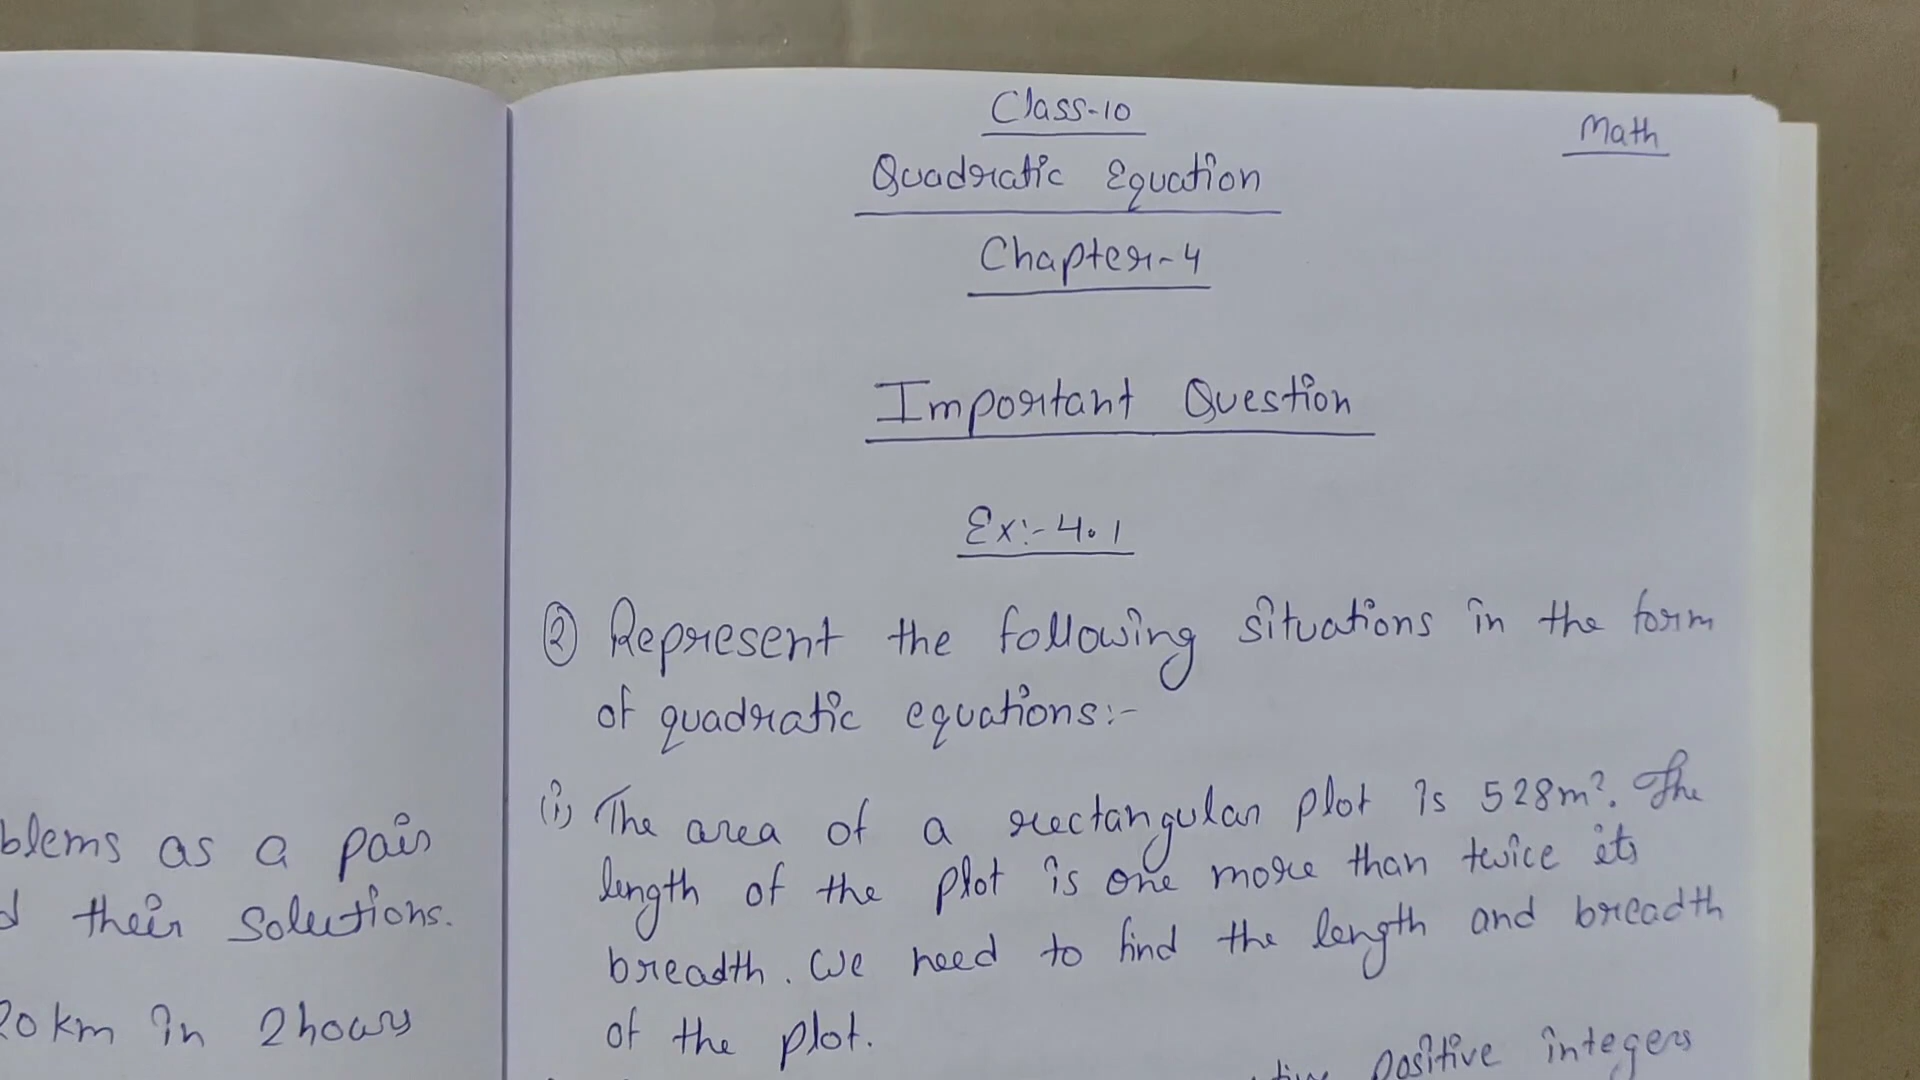 blems as a pair
their solutions.
20 km in 2 hours
Class-10
Math
Quadratic Equation
Chapter-4
Important Question
Ex:- 4.1
② Represent the following situations in the form
of quadratic equations:-
(i) The area of a rectangular plot is 528m². The
length of the plot is one more than twice its
breadth. We need to find the length and breadth
of the plot.
positive integers